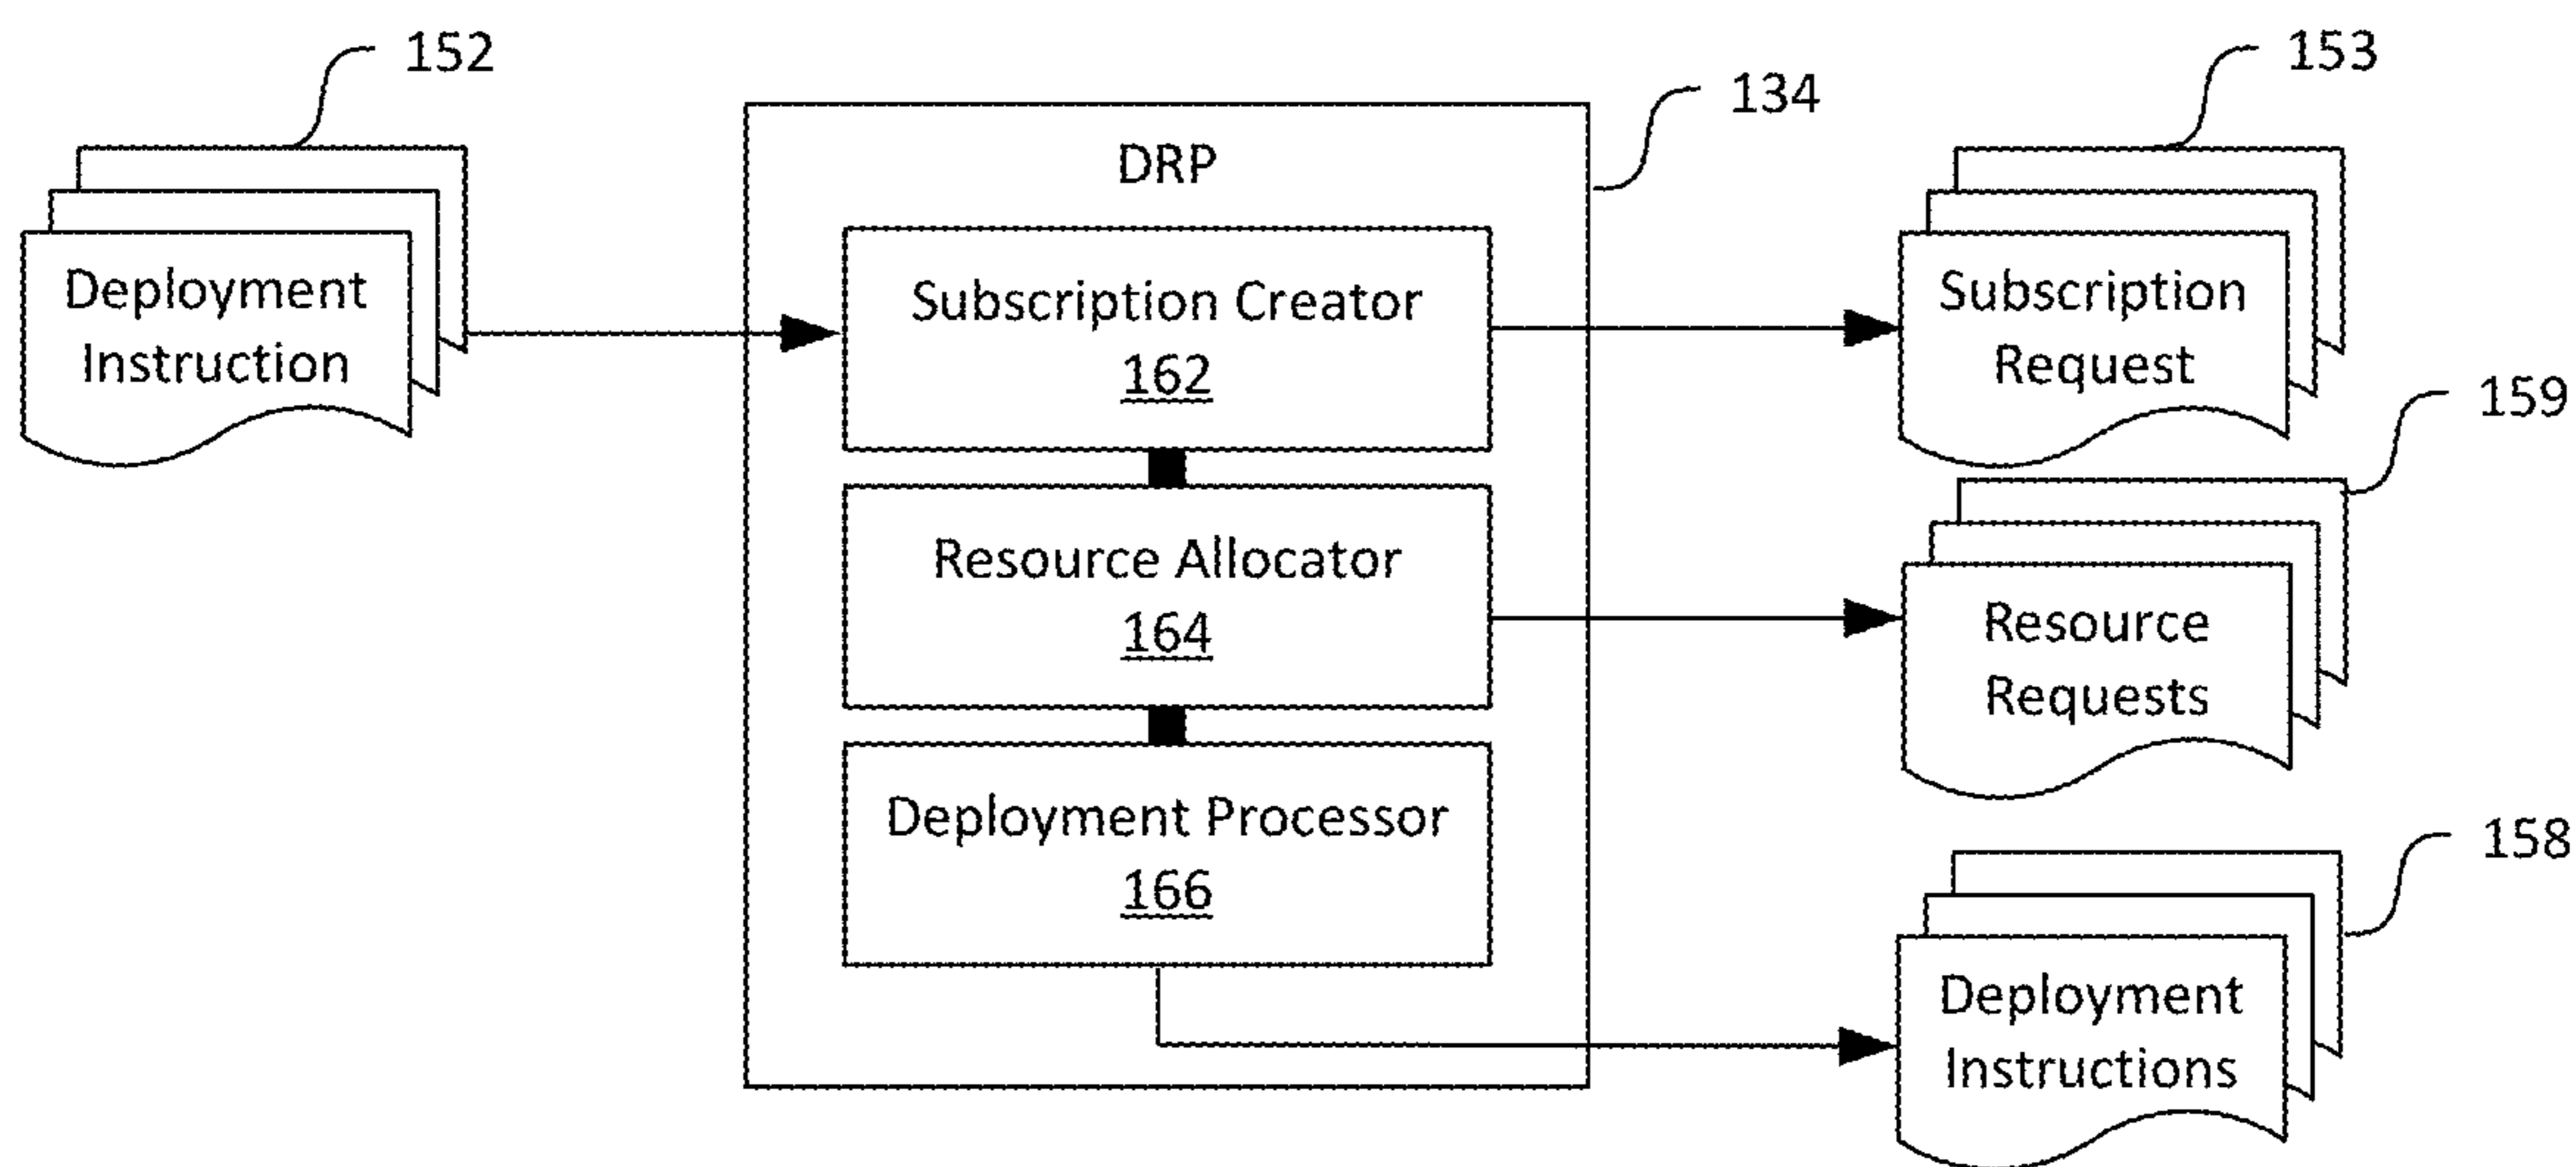 152
153
134
DRP
Deployment
Instruction
Subscription Creator
162
Subscription
Request
159
Resource Allocator
164
Resource
Requests
Deployment Processor
166
158
Deployment
Instructions